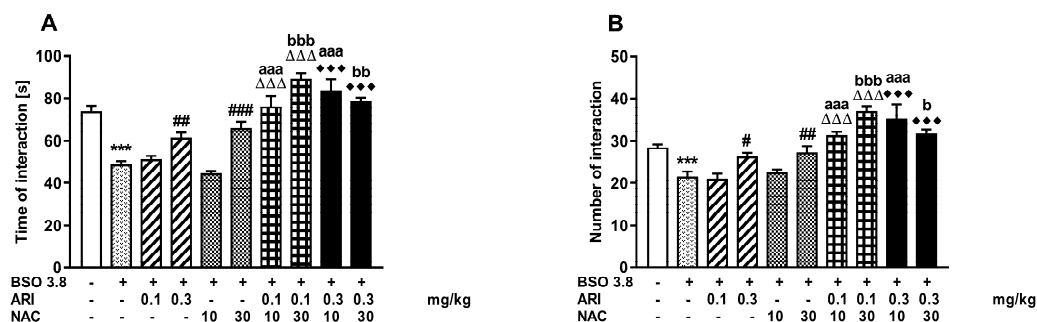 A
bbb
aaa
aaa
ΔΔΔ
bb
ΔΔΔ
◆◆◆
◆◆◆
###
##
***
Time of interaction [s]
100
80
60
40
20
0
BSO 3.8 - + + + + + + + + +
ARI - - 0.1 0.3 - - 0.1 0.1 0.3 0.3 mg/kg
NAC - - - - 10 30 10 30 10 30
B
bbb
aaa
ΔΔΔ
◆◆◆
aaa
b
ΔΔΔ
◆◆◆
#
##
***
Number of interaction
50
40
30
20
10
0
BSO 3.8 - + + + + + + + + +
ARI - - 0.1 0.3 - - 0.1 0.1 0.3 0.3 mg/kg
NAC - - - - 10 30 10 30 10 30